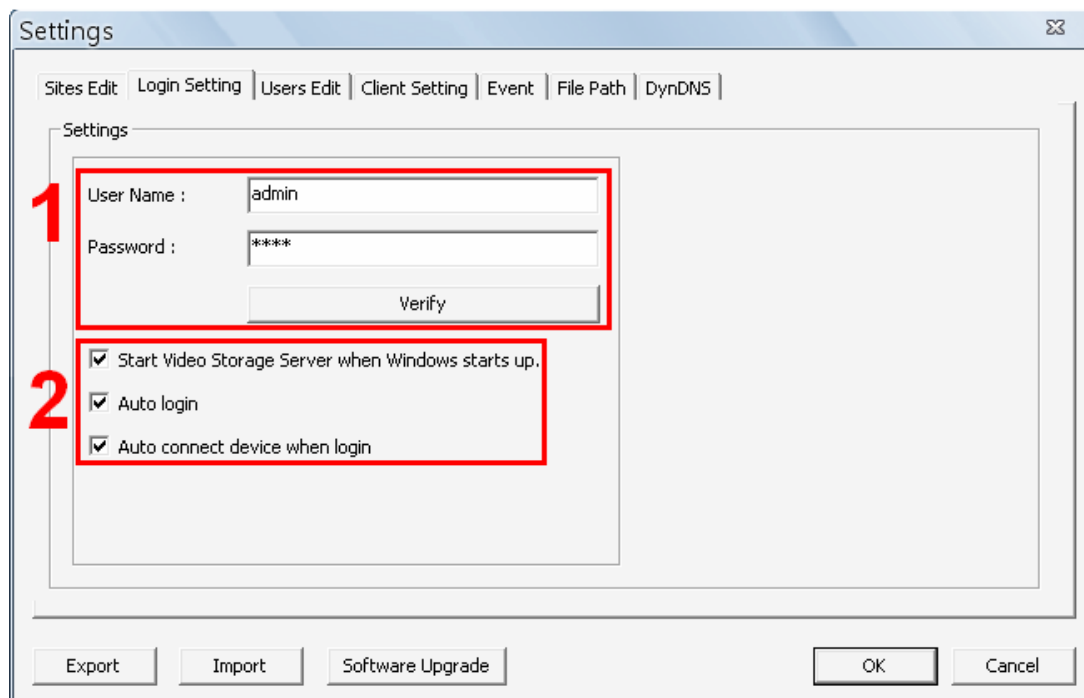 Settings
Sites Edit Login Setting Users Edit Client Setting Event File Path DynDNS
Settings
1
User Name : admin
Password : ****
Verify
2
Start Video Storage Server when Windows starts up.
Auto login
Auto connect device when login
Export Import Software Upgrade OK Cancel